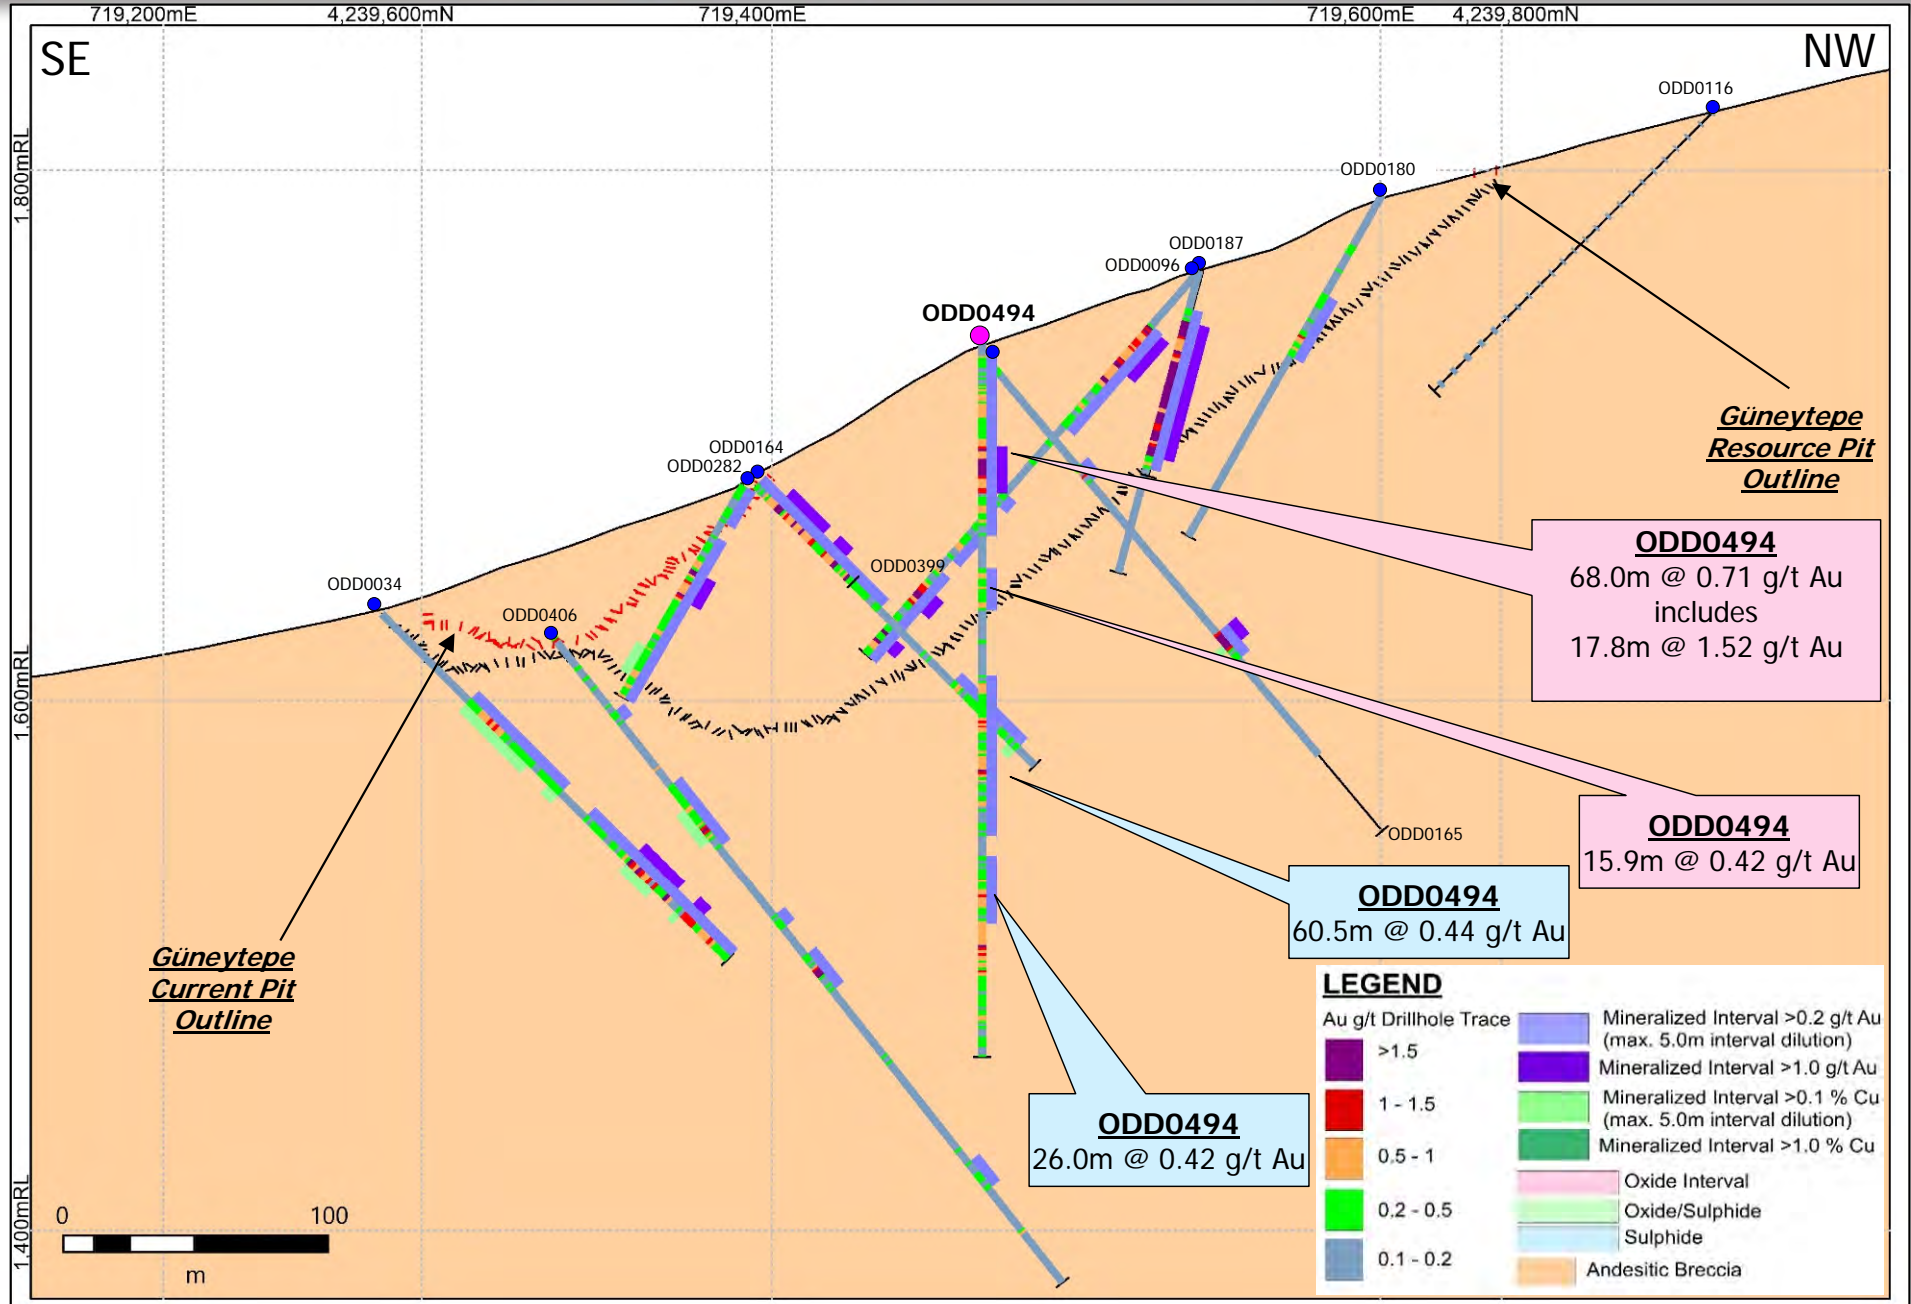 719,200mE
4,239,600mN
719,400mE
719,600mE
4,239,800mN
SE
NW
ODD0116
1,800mRL
ODD0180
ODD0187
ODD0096
ODD0494
Güneytepe
Resource Pit
Outline
ODD0164
ODD0282
ODD0494
68.0m @ 0.71 g/t Au
includes
17.8m @ 1.52 g/t Au
ODD0399
ODD0034
ODD0406
1,600mRL
ODD0494
15.9m @ 0.42 g/t Au
ODD0165
ODD0494
60.5m @ 0.44 g/t Au
Güneytepe
Current Pit
Outline
ODD0494
26.0m @ 0.42 g/t Au
1,400mRL
0 100
m
LEGEND
Au g/t Drillhole Trace
>1.5
1 - 1.5
0.5 - 1
0.2 - 0.5
0.1 - 0.2
Mineralized Interval >0.2 g/t Au
(max. 5.0m interval dilution)
Mineralized Interval >1.0 g/t Au
Mineralized Interval >0.1 % Cu
(max. 5.0m interval dilution)
Mineralized Interval >1.0 % Cu
Oxide Interval
Oxide/Sulphide
Sulphide
Andesitic Breccia